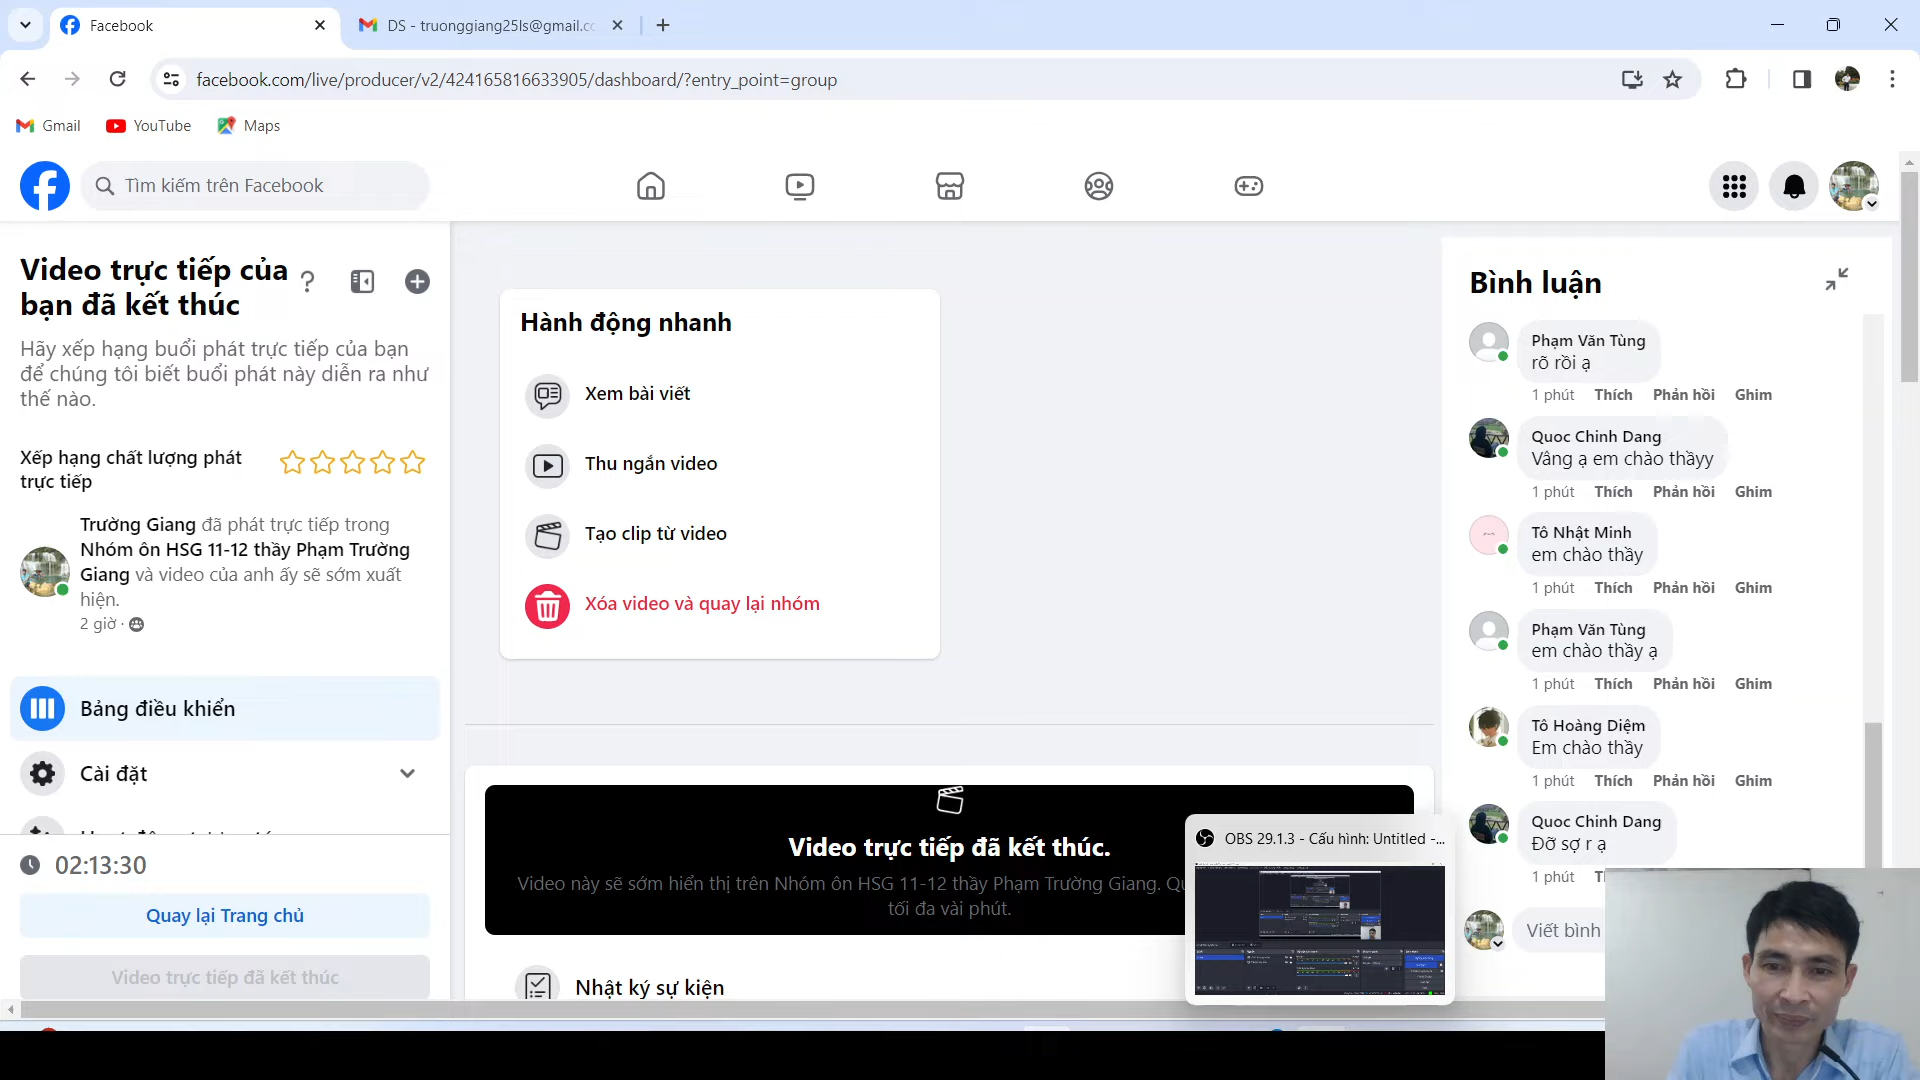 Facebook
DS - truonggiang25ls@gmail.cc
facebook.com/live/producer/v2/424165816633905/dashboard/?entry_point=group
Gmail
YouTube
Maps
Tìm kiếm trên Facebook
Video trực tiếp của
bạn đã kết thúc
Hãy xếp hạng buổi phát trực tiếp của bạn
để chúng tôi biết buổi phát này diễn ra như
thế nào.
Xếp hạng chất lượng phát
trực tiếp
Trường Giang đã phát trực tiếp trong
Nhóm ôn HSG 11-12 thầy Phạm Trường
Giang và video của anh ấy sẽ sớm xuất
hiện.
2 giờ ·
Bảng điều khiển
Cài đặt
02:13:30
Quay lại Trang chủ
Video trực tiếp đã kết thúc
Hành động nhanh
Xem bài viết
Thu ngắn video
Tạo clip từ video
Xóa video và quay lại nhóm
Video trực tiếp đã kết thúc.
Video này sẽ sớm hiển thị trên Nhóm ôn HSG 11-12 thầy Phạm Trường Giang.
tối đa vài phút.
Nhật ký sự kiện
OBS 29.1.3 - Cấu hình: Untitled -...
Bình luận
Phạm Văn Tùng
rõ rồi ạ
1 phút Thích Phản hồi Ghim
Quoc Chinh Dang
Vâng ạ em chào thầyy
1 phút Thích Phản hồi Ghim
Tô Nhật Minh
em chào thầy
1 phút Thích Phản hồi Ghim
Phạm Văn Tùng
em chào thầy ạ
1 phút Thích Phản hồi Ghim
Tô Hoàng Diệm
Em chào thầy
1 phút Thích Phản hồi Ghim
Quoc Chinh Dang
Đỡ sợ r ạ
1 phút
Viết bình